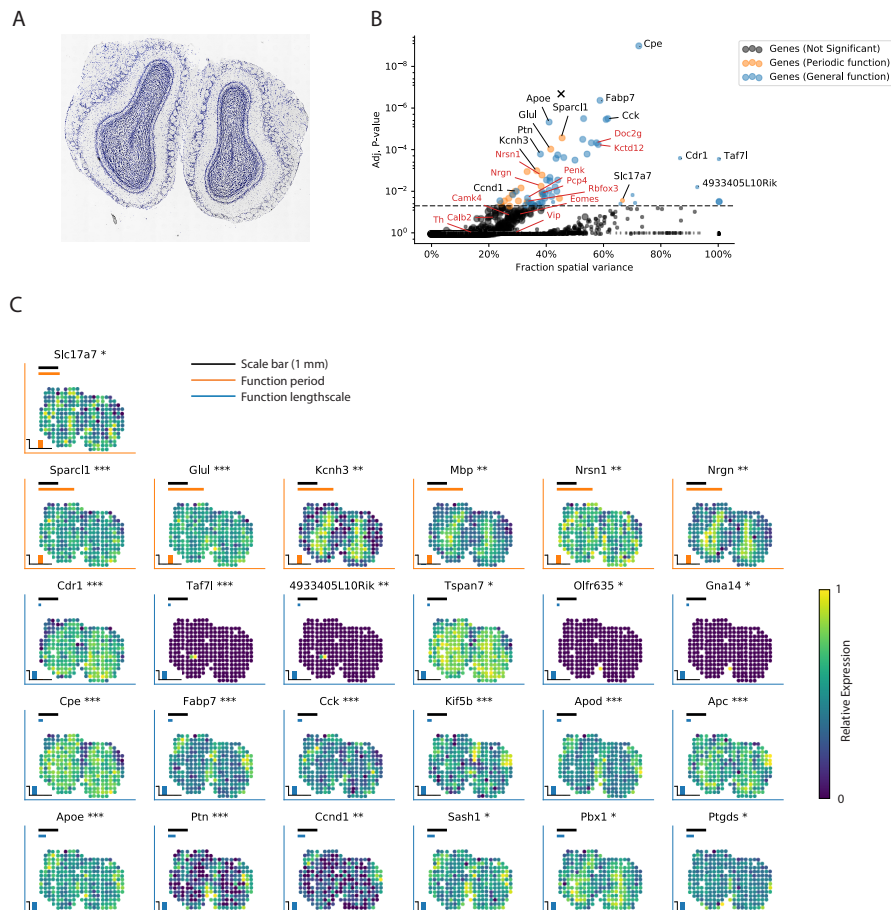 A
B
10⁻⁸
10⁻⁶
10⁻⁴
10⁻²
10⁰
Adj. P-value
0%
20%
40%
60%
80%
100%
Fraction spatial variance
Cpe
Fabp7
Apoe
Sparcl1
Cck
Glul
Ptn
Doc2g
Kctd12
Kcnh3
Nrsn1
Cdr1
Taf7l
Nrgn
Penk
Pcp4
Slc17a7
4933405L10Rik
Ccnd1
Rbfox3
Camk4
Eomes
Th
Calb2
Vip
Genes (Not Significant)
Genes (Periodic function)
Genes (General function)
C
Slc17a7 *
Scale bar (1 mm)
Function period
Function lengthscale
Sparcl1 ***
Glul ***
Kcnh3 **
Mbp **
Nrsn1 **
Nrgn **
Cdr1 ***
Taf7l ***
4933405L10Rik **
Tspan7 *
Olfr635 *
Gna14 *
1
Relative Expression
0
Cpe ***
Fabp7 ***
Cck ***
Kif5b ***
Apod ***
Apc ***
Apoe ***
Ptn ***
Ccnd1 **
Sash1 *
Pbx1 *
Ptgds *